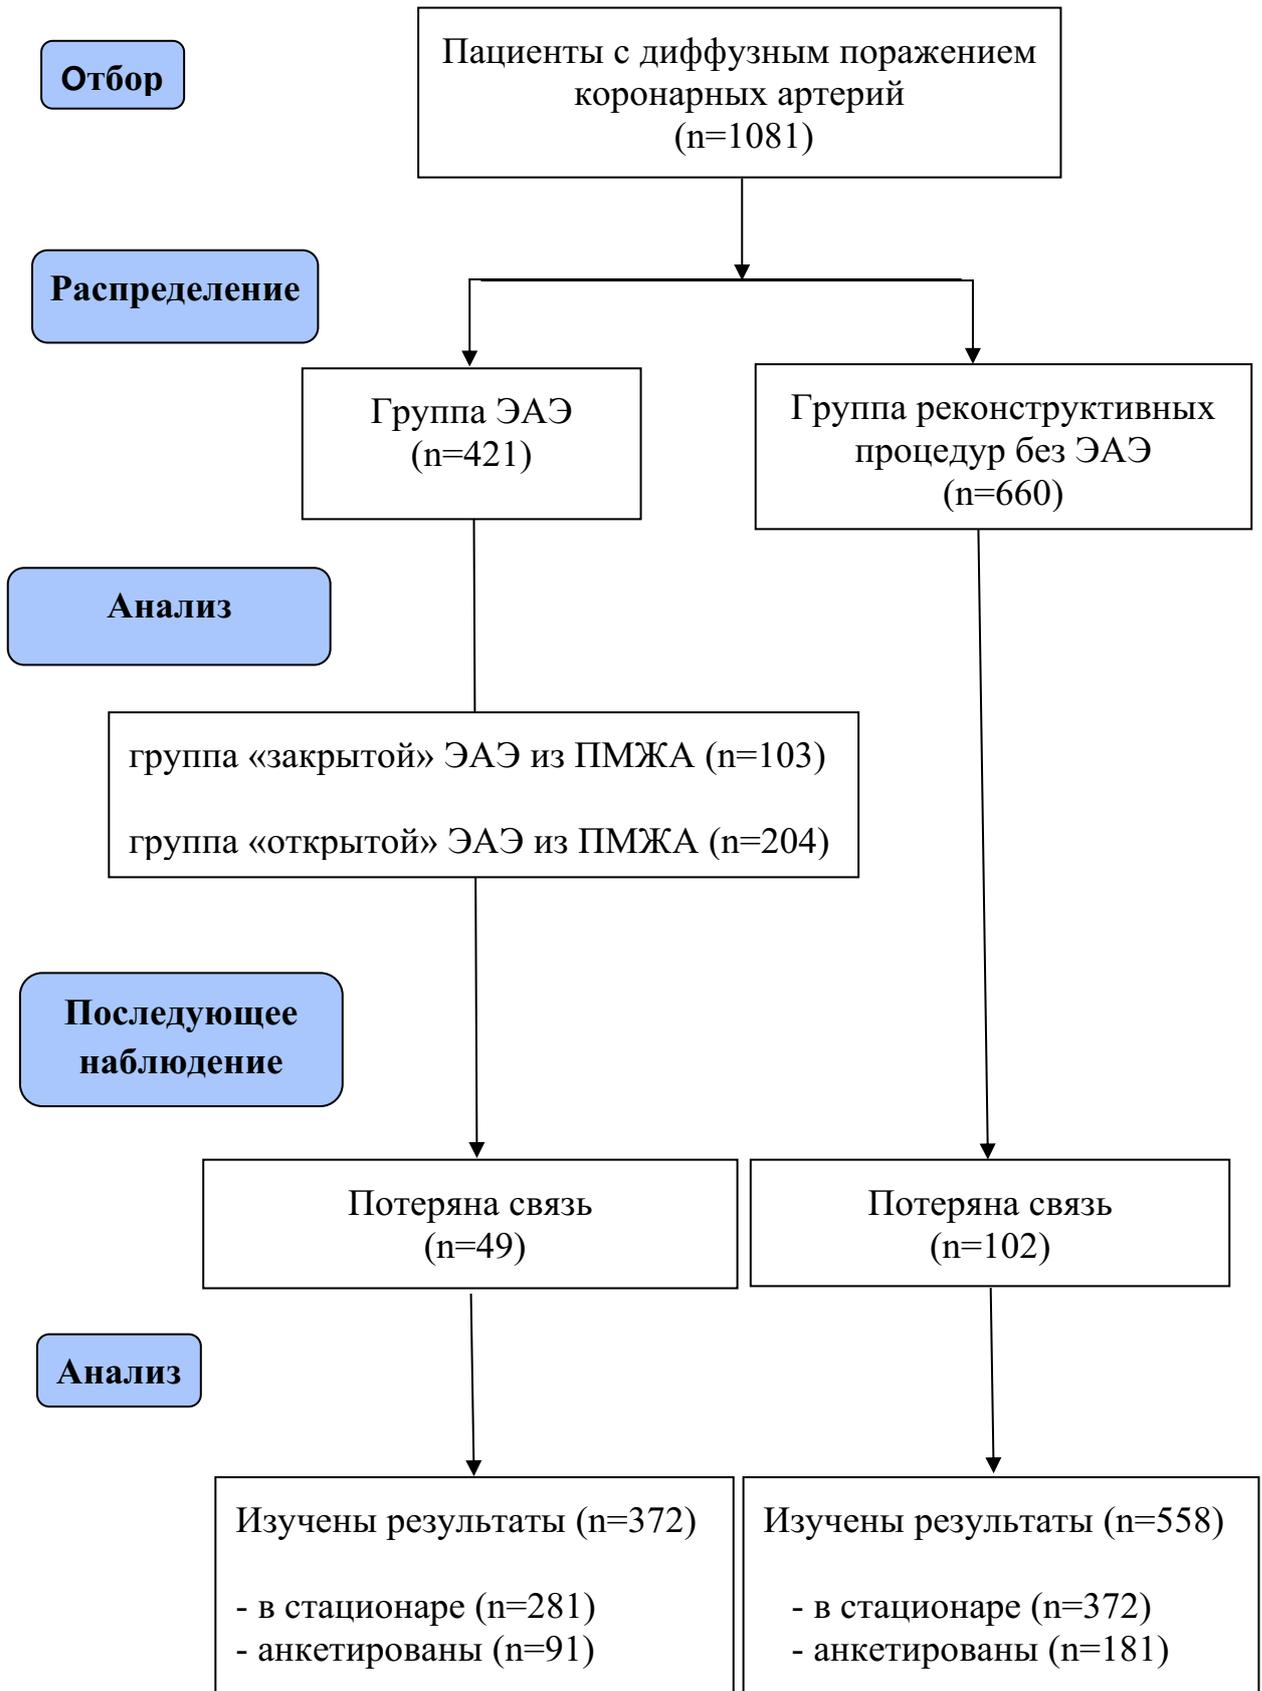 Отбор
Пациенты с диффузным поражением
коронарных артерий
(n=1081)
Распределение
Группа ЭАЭ
(n=421)
Группа реконструктивных
процедур без ЭАЭ
(n=660)
Анализ
группа «закрытой» ЭАЭ из ПМЖА (n=103)
группа «открытой» ЭАЭ из ПМЖА (n=204)
Последующее
наблюдение
Потеряна связь
(n=49)
Потеряна связь
(n=102)
Анализ
Изучены результаты (n=372)
- в стационаре (n=281)
- анкетированы (n=91)
Изучены результаты (n=558)
- в стационаре (n=372)
- анкетированы (n=181)